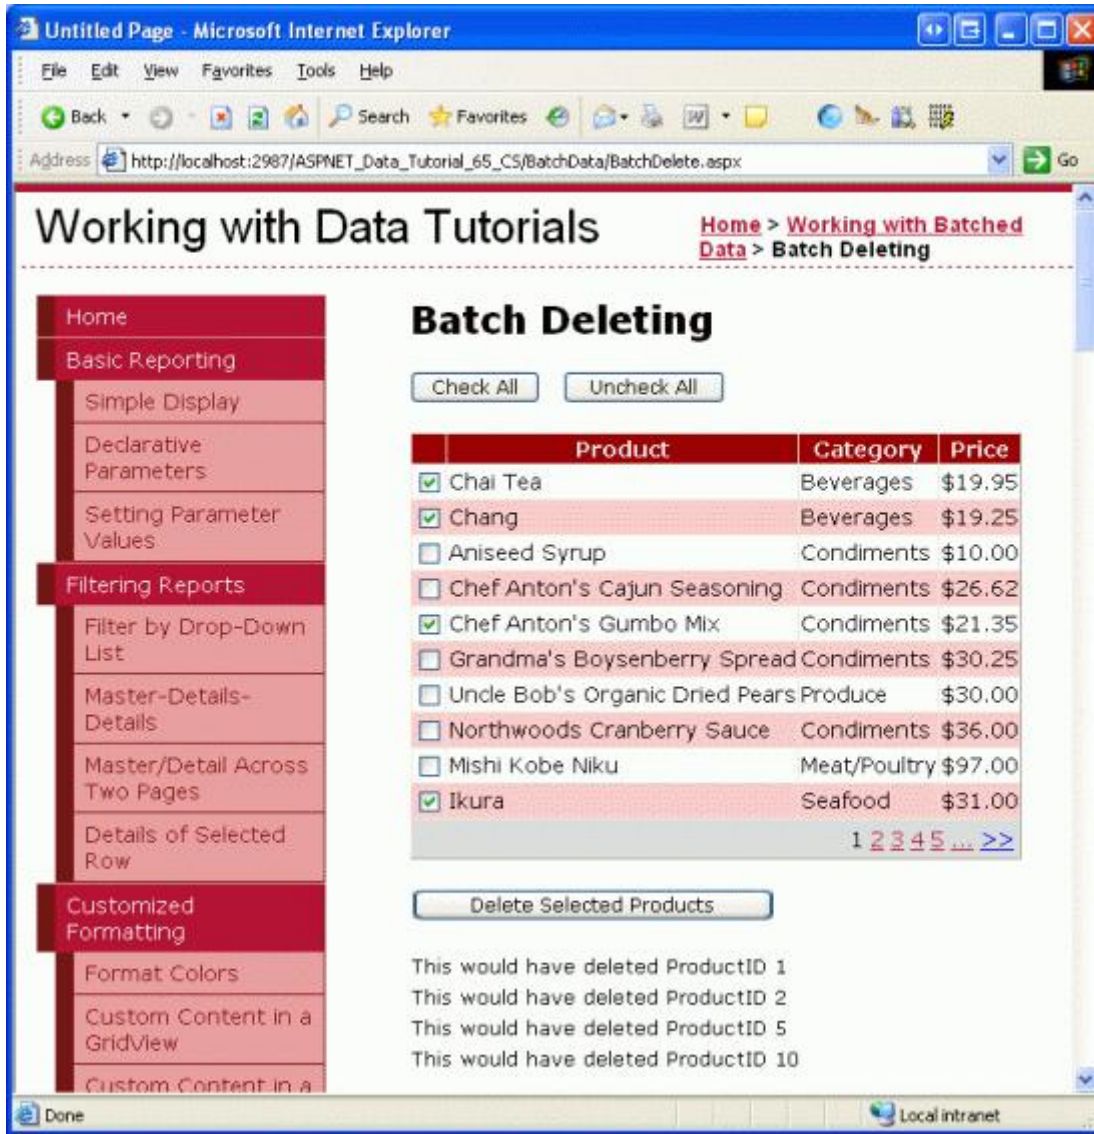 Untitled Page - Microsoft Internet Explorer
File Edit View Favorites Tools Help
Back Search Favorites
Address http://localhost:2987/ASPNET_Data_Tutorial_65_CS/BatchData/BatchDelete.aspx Go
Working with Data Tutorials
Home > Working with Batched
Data > Batch Deleting
Home
Basic Reporting
Simple Display
Declarative
Parameters
Setting Parameter
Values
Filtering Reports
Filter by Drop-Down
List
Master-Details-
Details
Master/Detail Across
Two Pages
Details of Selected
Row
Customized
Formatting
Format Colors
Custom Content in a
GridView
Custom Content in a
Batch Deleting
Check All Uncheck All
Product Category Price
Chai Tea Beverages $19.95
Chang Beverages $19.25
Aniseed Syrup Condiments $10.00
Chef Anton's Cajun Seasoning Condiments $26.62
Chef Anton's Gumbo Mix Condiments $21.35
Grandma's Boysenberry Spread Condiments $30.25
Uncle Bob's Organic Dried Pears Produce $30.00
Northwoods Cranberry Sauce Condiments $36.00
Mishi Kobe Niku Meat/Poultry $97.00
Ikura Seafood $31.00
1 2 3 4 5 ... >>
Delete Selected Products
This would have deleted ProductID 1
This would have deleted ProductID 2
This would have deleted ProductID 5
This would have deleted ProductID 10
Done Local intranet